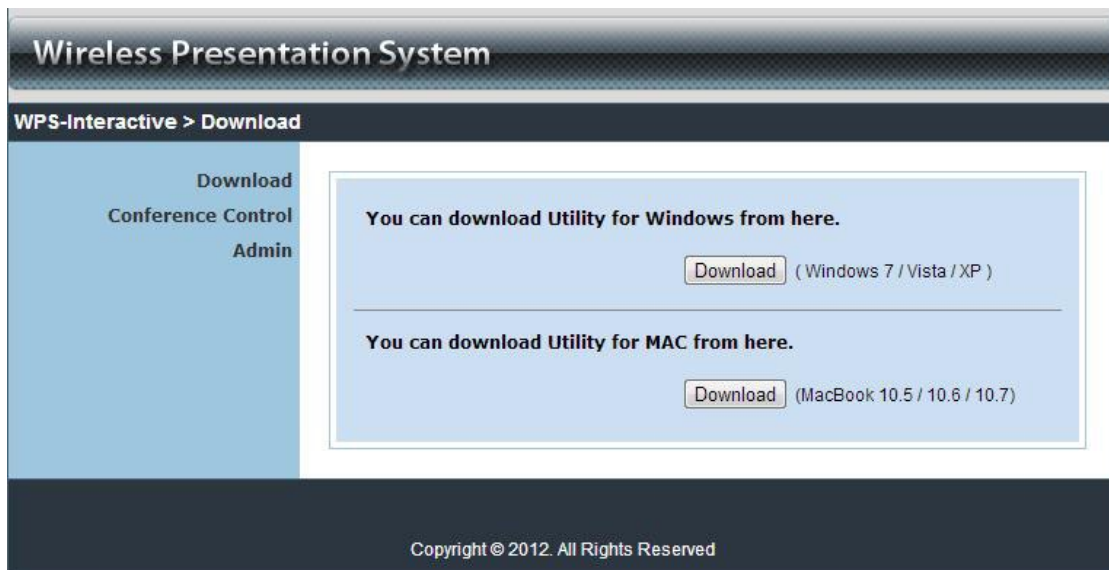 Wireless Presentation System
WPS-Interactive > Download
Download
Conference Control
Admin
You can download Utility for Windows from here.
Download ( Windows 7 / Vista / XP )
You can download Utility for MAC from here.
Download (MacBook 10.5 / 10.6 / 10.7)
Copyright © 2012. All Rights Reserved